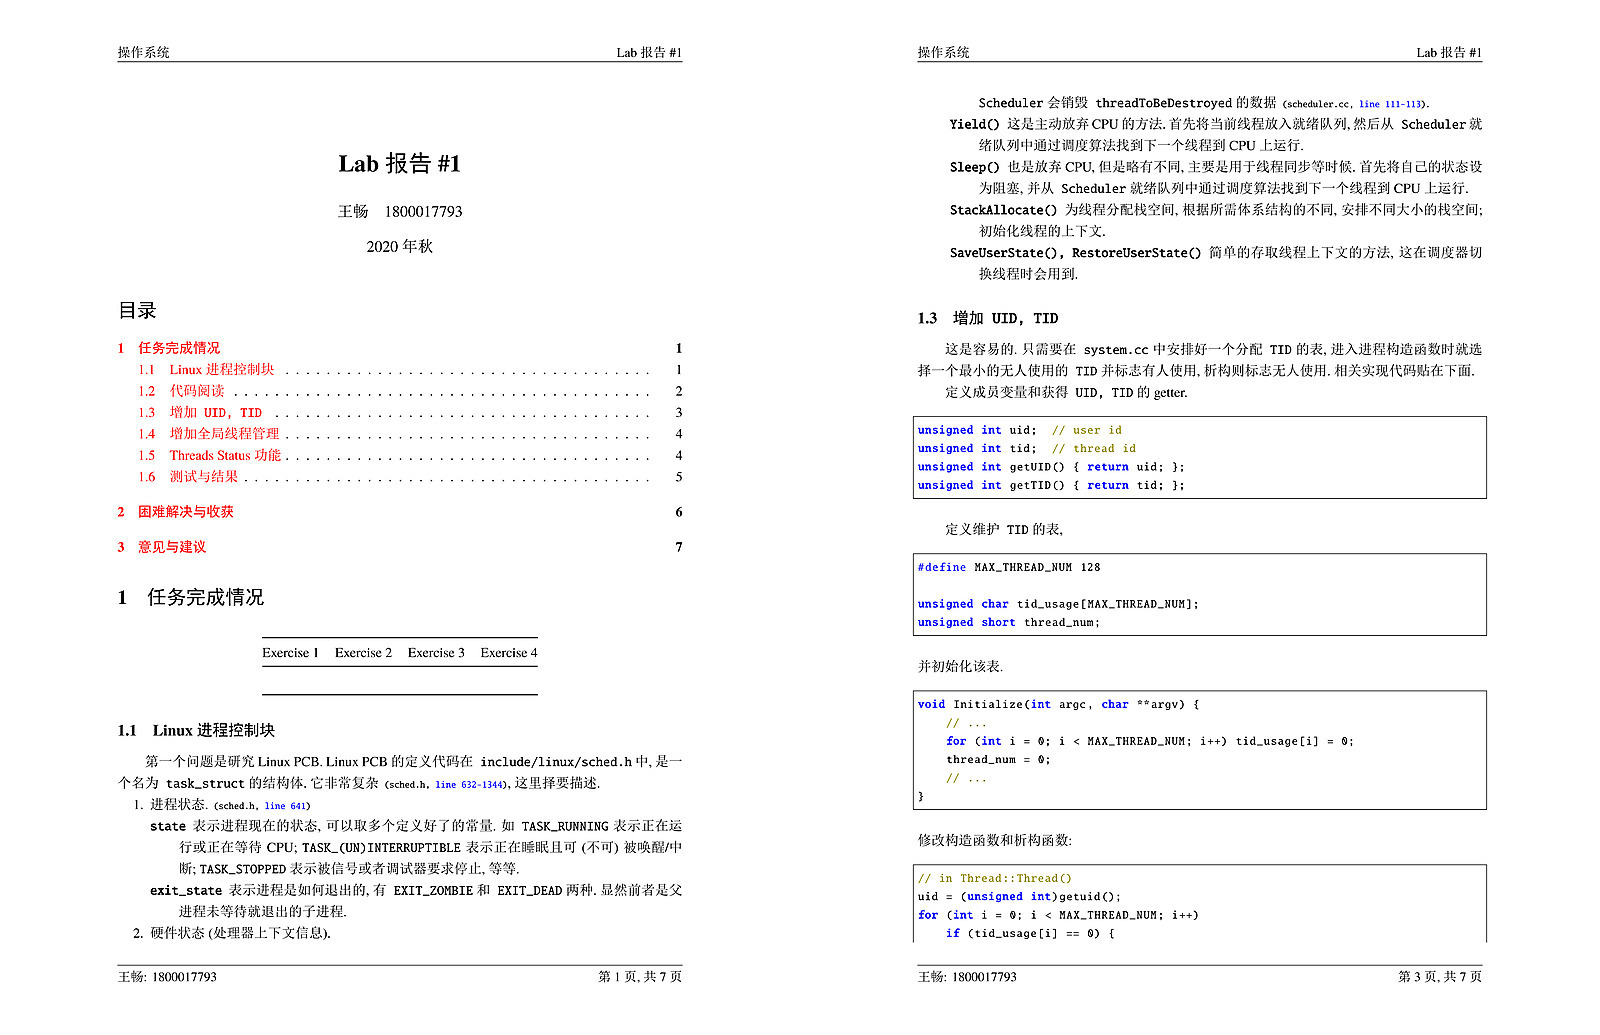 操作系统 Lab 报告 #1
Lab 报告 #1
王畅 1800017793
2020 年秋
目录
1 任务完成情况 1
1.1 Linux 进程控制块 . . . . . . . . . . . . . . . . . . . . . . . . . . . . . . . . . . 1
1.2 代码阅读 . . . . . . . . . . . . . . . . . . . . . . . . . . . . . . . . . . . . . . . 2
1.3 增加 UID, TID . . . . . . . . . . . . . . . . . . . . . . . . . . . . . . . . . . . 3
1.4 增加全局线程管理 . . . . . . . . . . . . . . . . . . . . . . . . . . . . . . . . . . 4
1.5 Threads Status 功能 . . . . . . . . . . . . . . . . . . . . . . . . . . . . . . . . . . 4
1.6 测试与结果 . . . . . . . . . . . . . . . . . . . . . . . . . . . . . . . . . . . . . . 5
2 困难解决与收获 6
3 意见与建议 7
1 任务完成情况
Exercise 1 Exercise 2 Exercise 3 Exercise 4
1.1 Linux 进程控制块
第一个问题是研究 Linux PCB. Linux PCB 的定义代码在 include/linux/sched.h 中, 是一
个名为 task_struct 的结构体. 它非常复杂 (sched.h, line 632-1344), 这里择要描述.
1. 进程状态. (sched.h, line 641)
state 表示进程现在的状态, 可以取多个定义好了的常量. 如 TASK_RUNNING 表示正在运
行或正在等待 CPU; TASK_(UN)INTERRUPTIBLE 表示正在睡眠且可 (不可) 被唤醒/中
断; TASK_STOPPED 表示被信号或者调试器要求停止, 等等.
exit_state 表示进程是如何退出的, 有 EXIT_ZOMBIE 和 EXIT_DEAD 两种. 显然前者是父
进程未等待就退出的子进程.
2. 硬件状态 (处理器上下文信息).
王畅: 1800017793 第 1 页, 共 7 页
操作系统 Lab 报告 #1
Scheduler 会销毁 threadToBeDestroyed 的数据 (scheduler.cc, line 111-113).
Yield() 这是主动放弃 CPU 的方法. 首先将当前线程放入就绪队列, 然后从 Scheduler 就
绪队列中通过调度算法找到下一个线程到 CPU 上运行.
Sleep() 也是放弃 CPU, 但是略有不同, 主要是用于线程同步等时候. 首先将自己的状态设
为阻塞, 并从 Scheduler 就绪队列中通过调度算法找到下一个线程到 CPU 上运行.
StackAllocate() 为线程分配栈空间, 根据所需体系结构的不同, 安排不同大小的栈空间;
初始化线程的上下文.
SaveUserState(), RestoreUserState() 简单的存取线程上下文的方法, 这在调度器切
换线程时会用到.
1.3 增加 UID, TID
这是容易的. 只需要在 system.cc 中安排好一个分配 TID 的表, 进入进程构造函数时就选
择一个最小的无人使用的 TID 并标志有人使用, 析构则标志无人使用. 相关实现代码贴在下面.
定义成员变量和获得 UID, TID 的 getter.
unsigned int uid; // user id
unsigned int tid; // thread id
unsigned int getUID() { return uid; };
unsigned int getTID() { return tid; };
定义维护 TID 的表,
#define MAX_THREAD_NUM 128
unsigned char tid_usage[MAX_THREAD_NUM];
unsigned short thread_num;
并初始化该表.
void Initialize(int argc, char **argv) {
// ...
for (int i = 0; i < MAX_THREAD_NUM; i++) tid_usage[i] = 0;
thread_num = 0;
// ...
}
修改构造函数和析构函数:
// in Thread::Thread()
uid = (unsigned int)getuid();
for (int i = 0; i < MAX_THREAD_NUM; i++)
if (tid_usage[i] == 0) {
王畅: 1800017793 第 3 页, 共 7 页